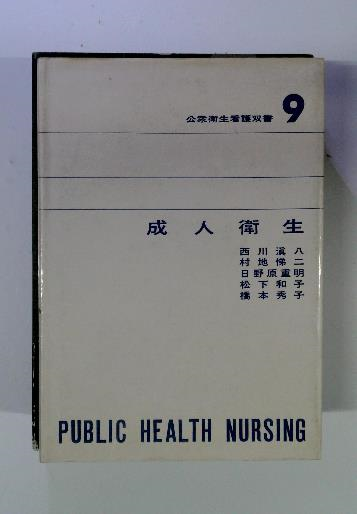 公衆衛生看護双書 9
成人衛生
西川滇八
村地悌二
日野原重明
松下和子
橋本秀子
PUBLIC HEALTH NURSING